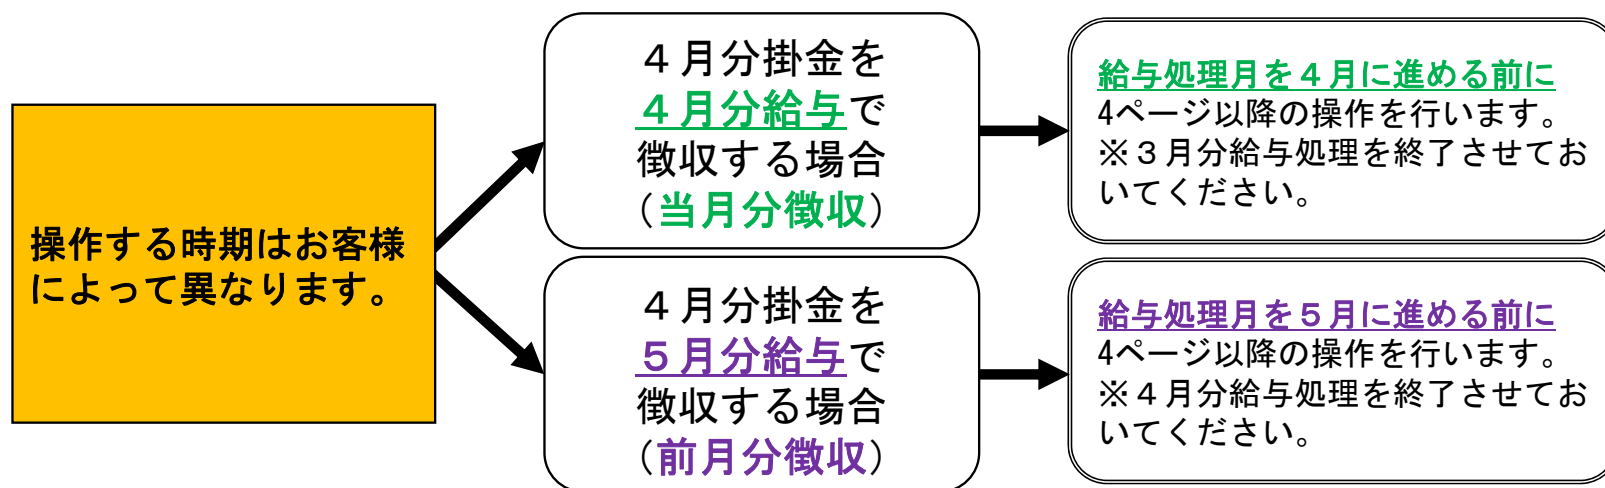 操作する時期はお客様
によって異なります。
４月分掛金を
４月分給与で
徴収する場合
（当月分徴収）
給与処理月を４月に進める前に
4ページ以降の操作を行います。
※３月分給与処理を終了させてお
いてください。
４月分掛金を
５月分給与で
徴収する場合
（前月分徴収）
給与処理月を５月に進める前に
4ページ以降の操作を行います。
※４月分給与処理を終了させてお
いてください。